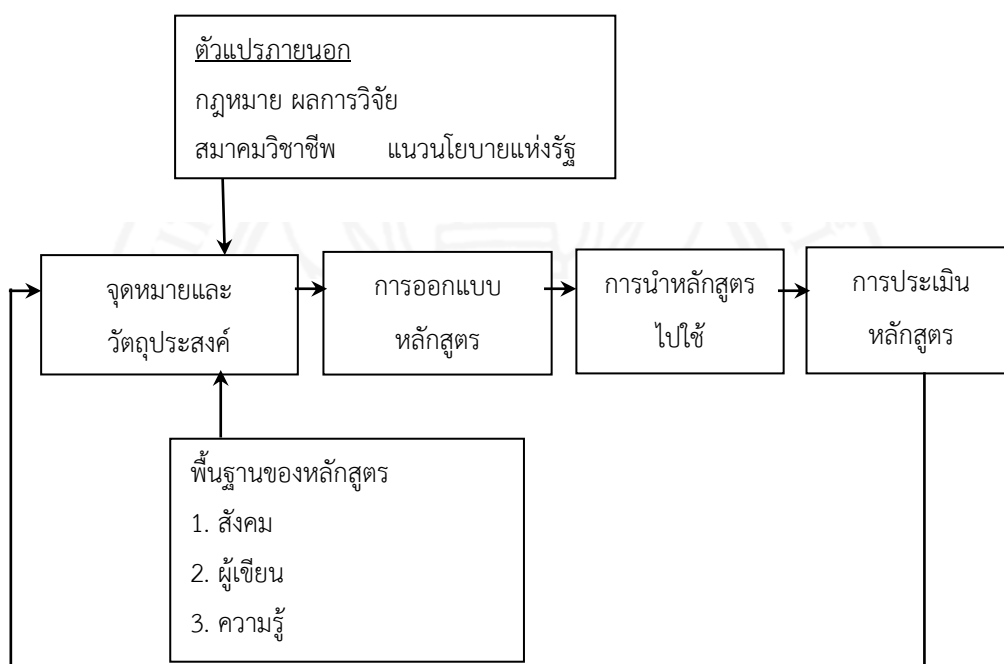 ตัวแปรภายนอก
กฎหมาย ผลการวิจัย
สมาคมวิชาชีพ แนวนโยบายแห่งรัฐ
จุดหมายและ
วัตถุประสงค์
การออกแบบ
หลักสูตร
การนำหลักสูตร
ไปใช้
การประเมิน
หลักสูตร
พื้นฐานของหลักสูตร
1. สังคม
2. ผู้เขียน
3. ความรู้